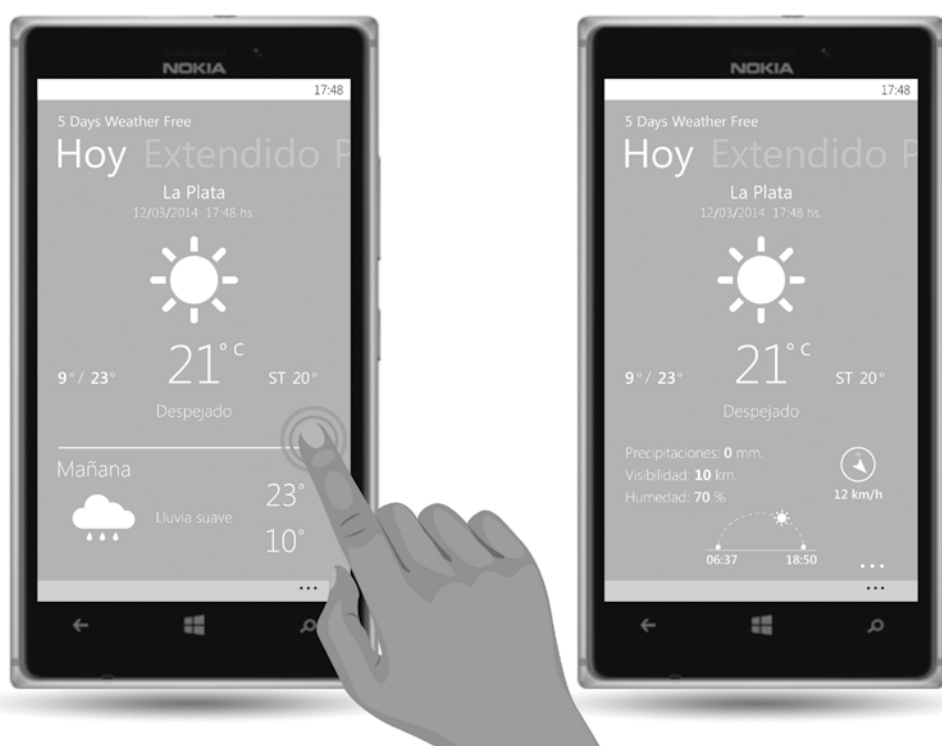 NOKIA
17:48
5 Days Weather Free
Hoy Extendido P
La Plata
12/03/2014 17:48 hs.
21° C
9°/ 23°
ST 20°
Despejado
Mañana
23°
Lluvia suave
10°
...
NOKIA
17:48
5 Days Weather Free
Hoy Extendido P
La Plata
12/03/2014 17:48 hs.
21° C
9°/ 23°
ST 20°
Despejado
Precipitaciones: 0 mm.
Visibilidad: 10 km.
Humedad: 70 %
N
12 km/h
06:37
18:50
...
...